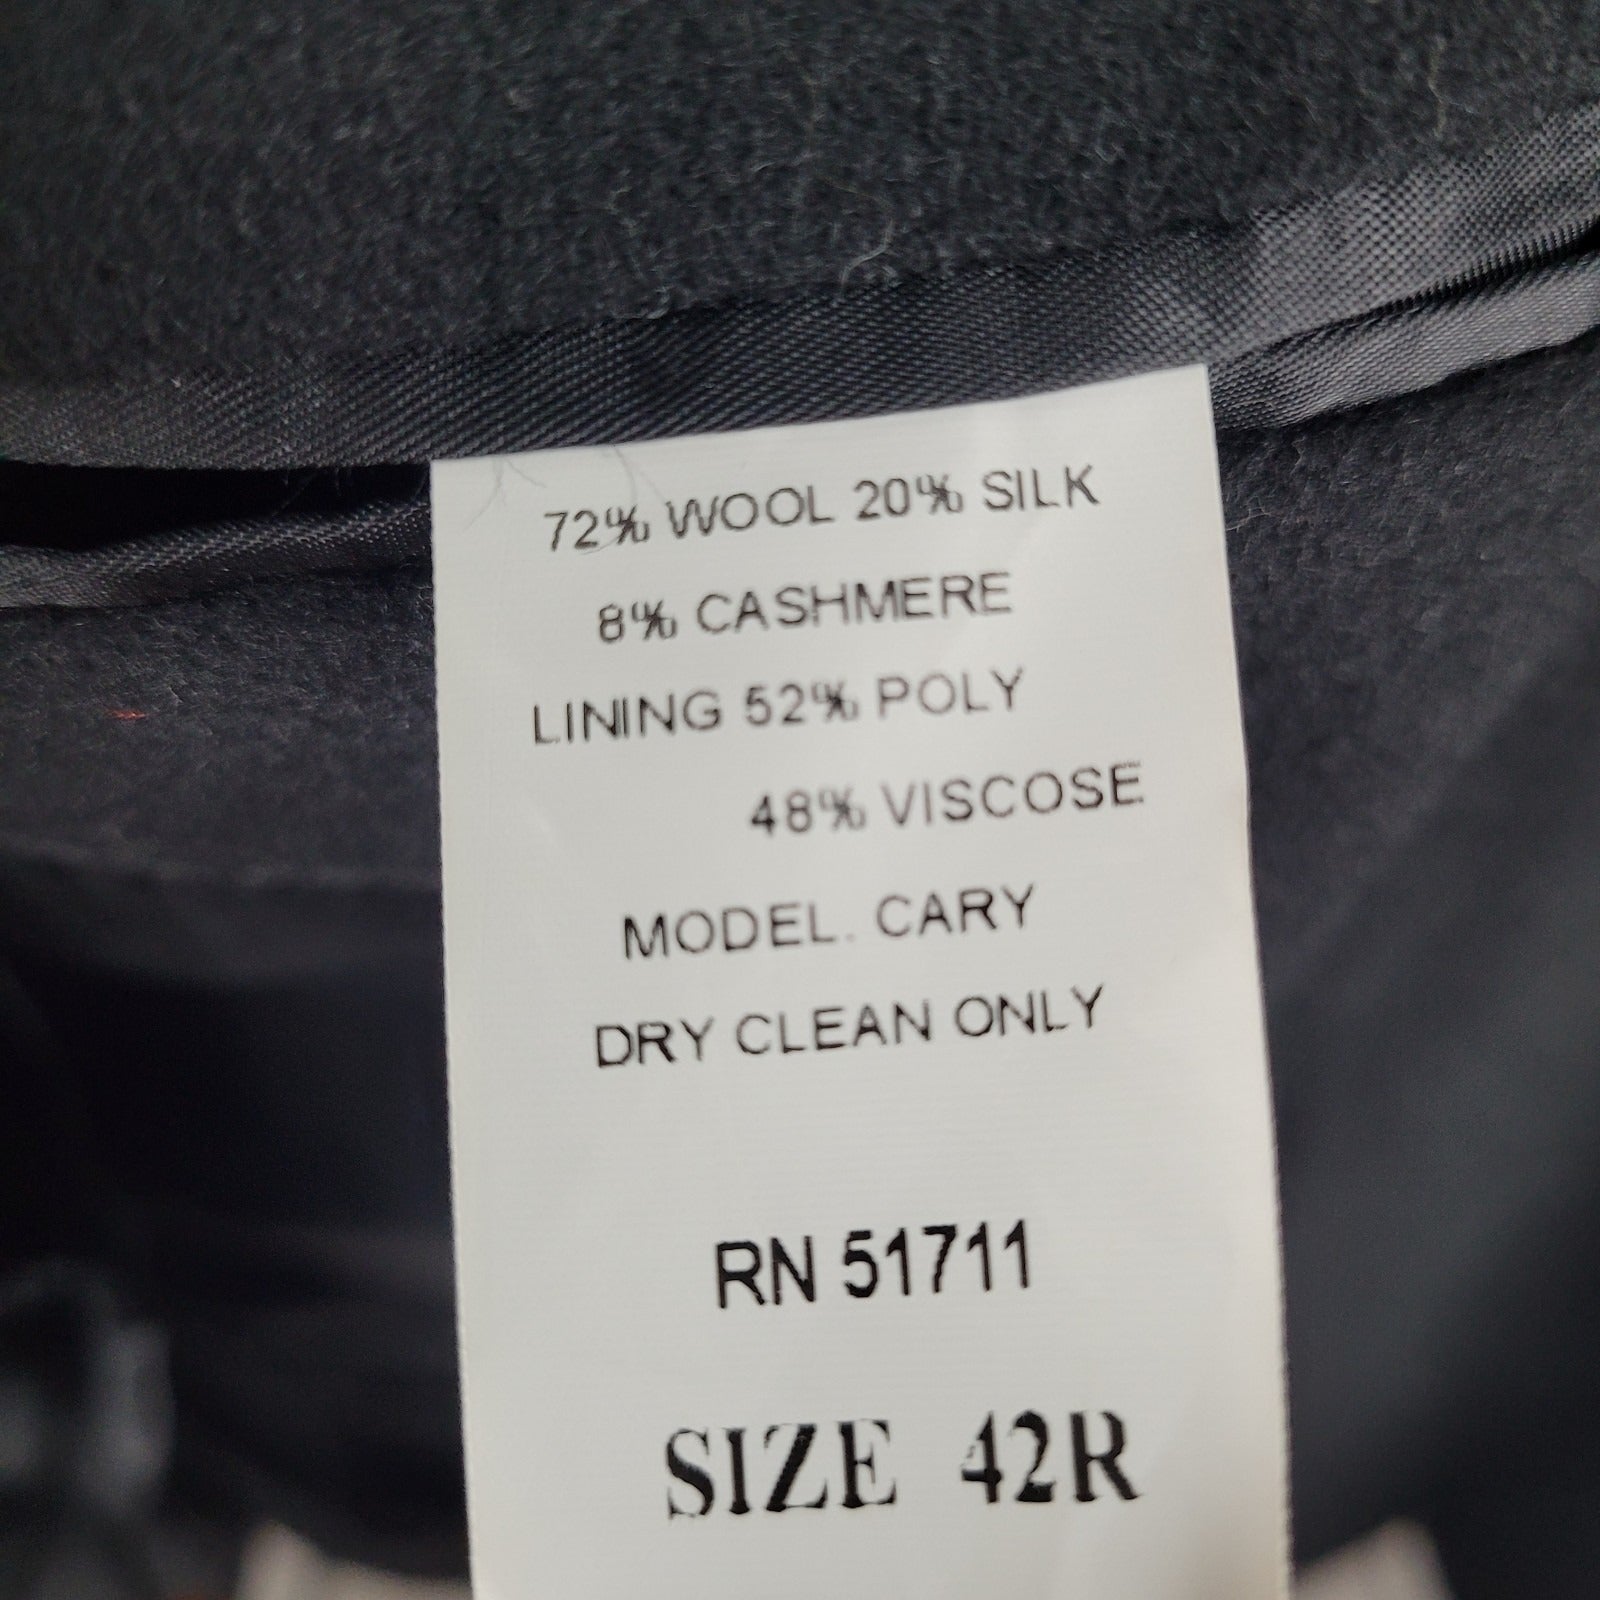 72% WOOL 20% SILK
8% CASHMERE
LINING 52% POLY
48% VISCOSE
MODEL. CARY
DRY CLEAN ONLY
RN 51711
SIZE 42R